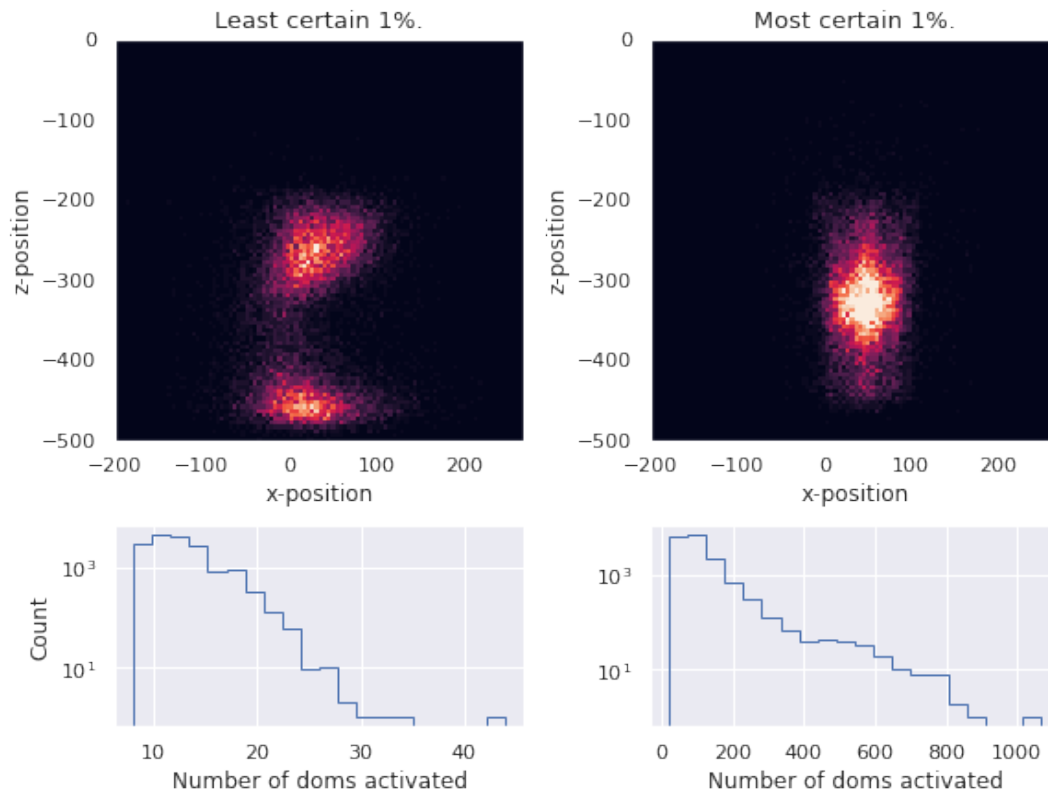 Least certain 1%.
0
−100
−200
−300
−400
−500
z-position
−200 −100 0 100 200
x-position
Most certain 1%.
0
−100
−200
−300
−400
−500
z-position
−200 −100 0 100 200
x-position
10³
10¹
Count
10 20 30 40
Number of doms activated
10³
10¹
0 200 400 600 800 1000
Number of doms activated